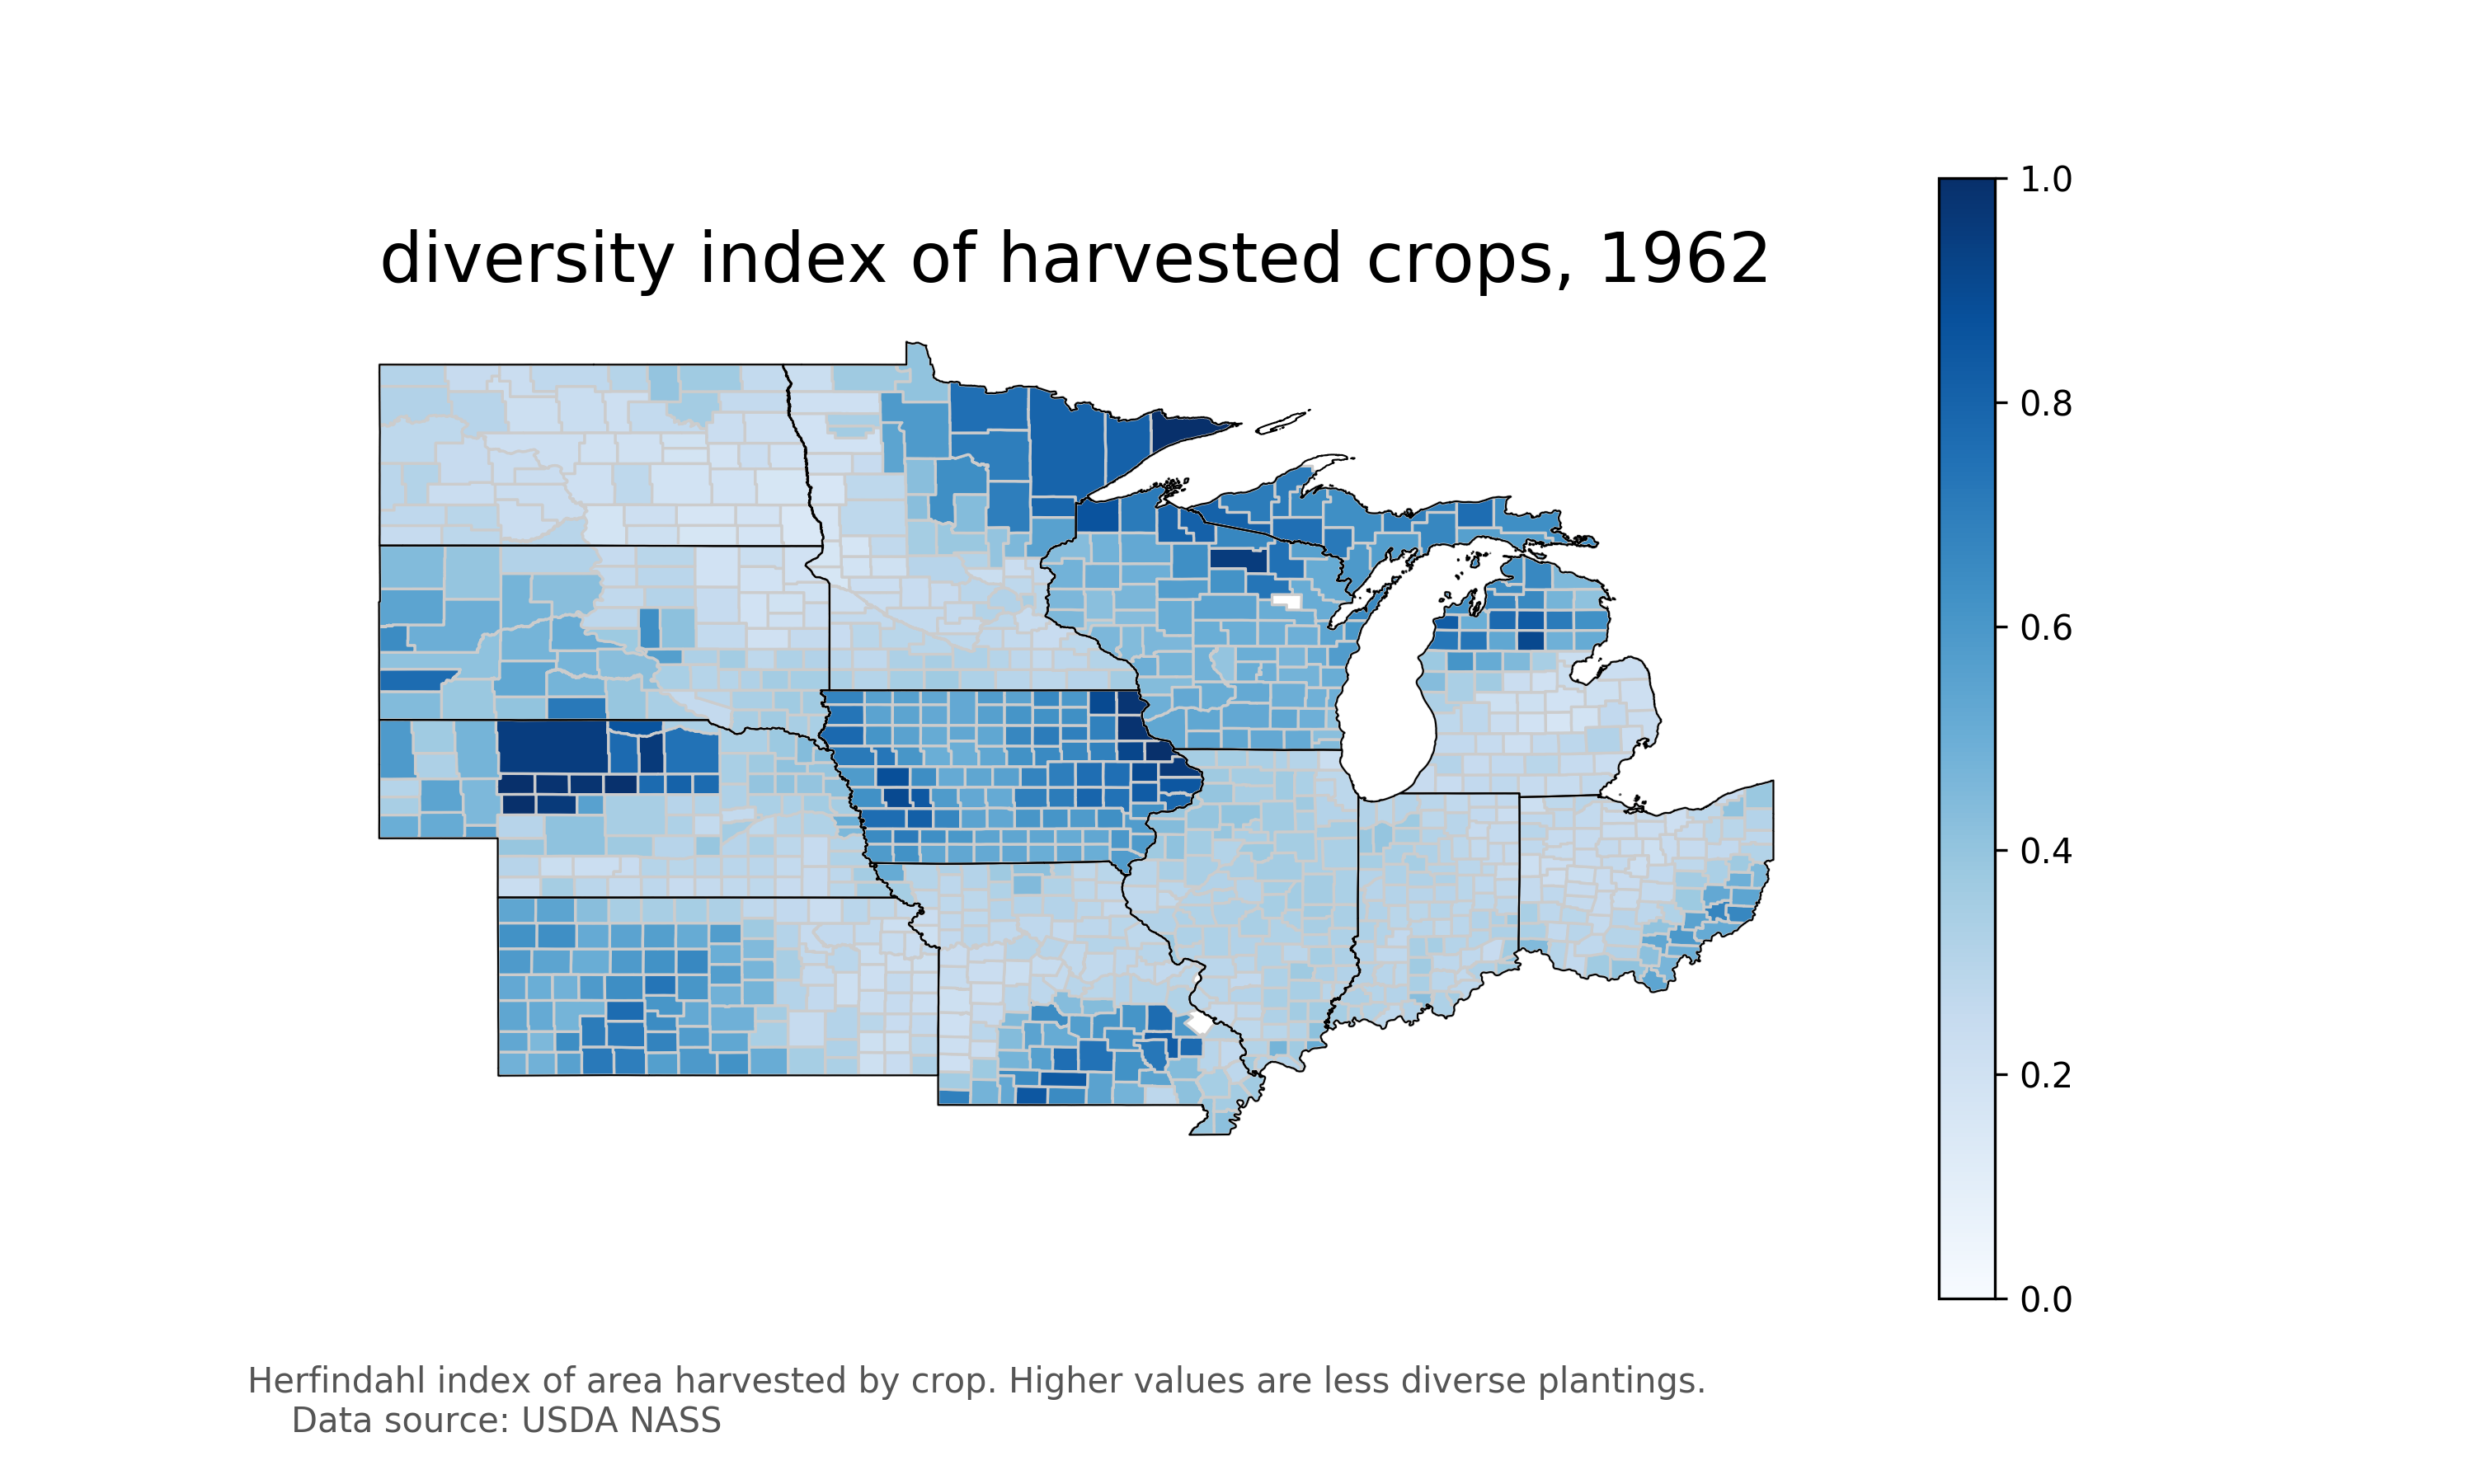 diversity index of harvested crops, 1962
1.0
0.8
0.6
0.4
0.2
0.0
Herfindahl index of area harvested by crop. Higher values are less diverse plantings.
Data source: USDA NASS